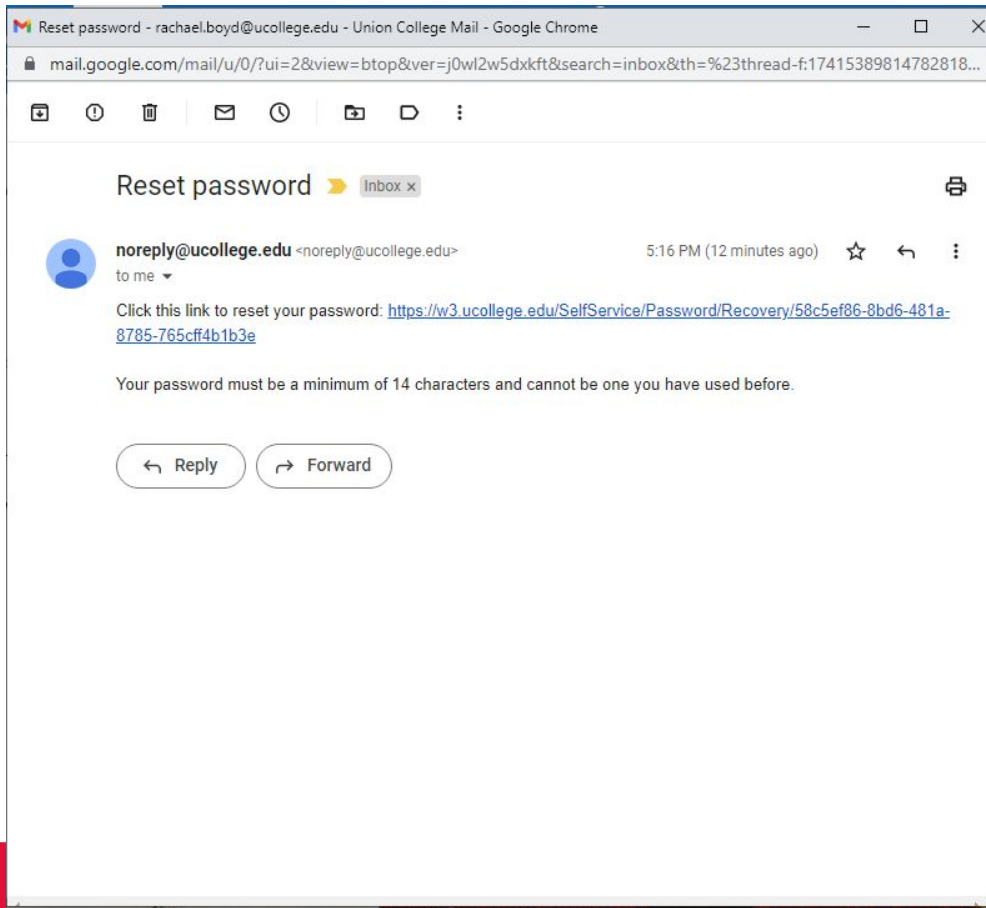 Reset password - rachael.boyd@ucollege.edu - Union College Mail - Google Chrome
mail.google.com/mail/u/0/?ui=2&view=btop&ver=j0wl2w5dxkft&search=inbox&th=%23thread-f:17415389814782818...
Reset password Inbox x
noreply@ucollege.edu <noreply@ucollege.edu> 5:16 PM (12 minutes ago)
to me
Click this link to reset your password: https://w3.ucollege.edu/SelfService/Password/Recovery/58c5ef86-8bd6-481a-
8785-765cff4b1b3e
Your password must be a minimum of 14 characters and cannot be one you have used before.
Reply Forward